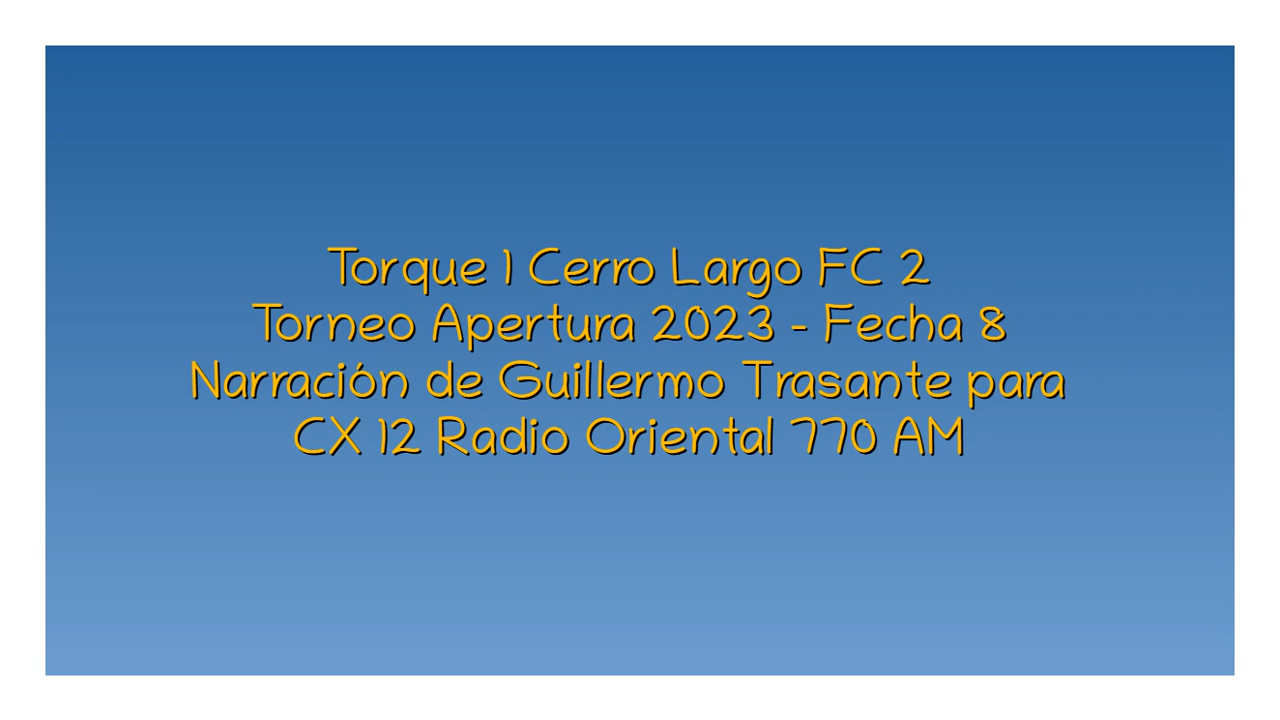 Torque 1 Cerro Largo FC 2
Torneo Apertura 2023 - Fecha 8
Narración de Guillermo Trasante para
CX 12 Radio Oriental 770 AM